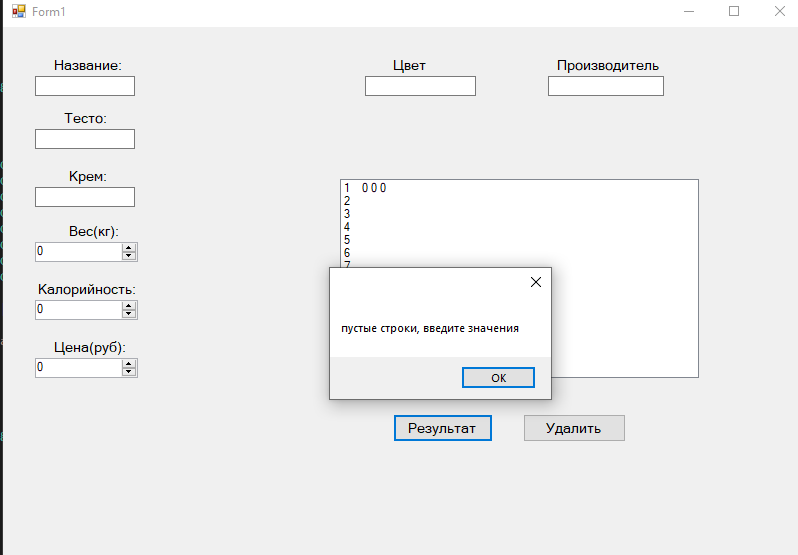 Form1
Название:
Цвет
Производитель
Тесто:
Крем:
Вес(кг):
0
Калорийность:
0
Цена(руб):
0
1 0 0 0
2
3
4
5
6
7
пустые строки, введите значения
OK
Результат
Удалить